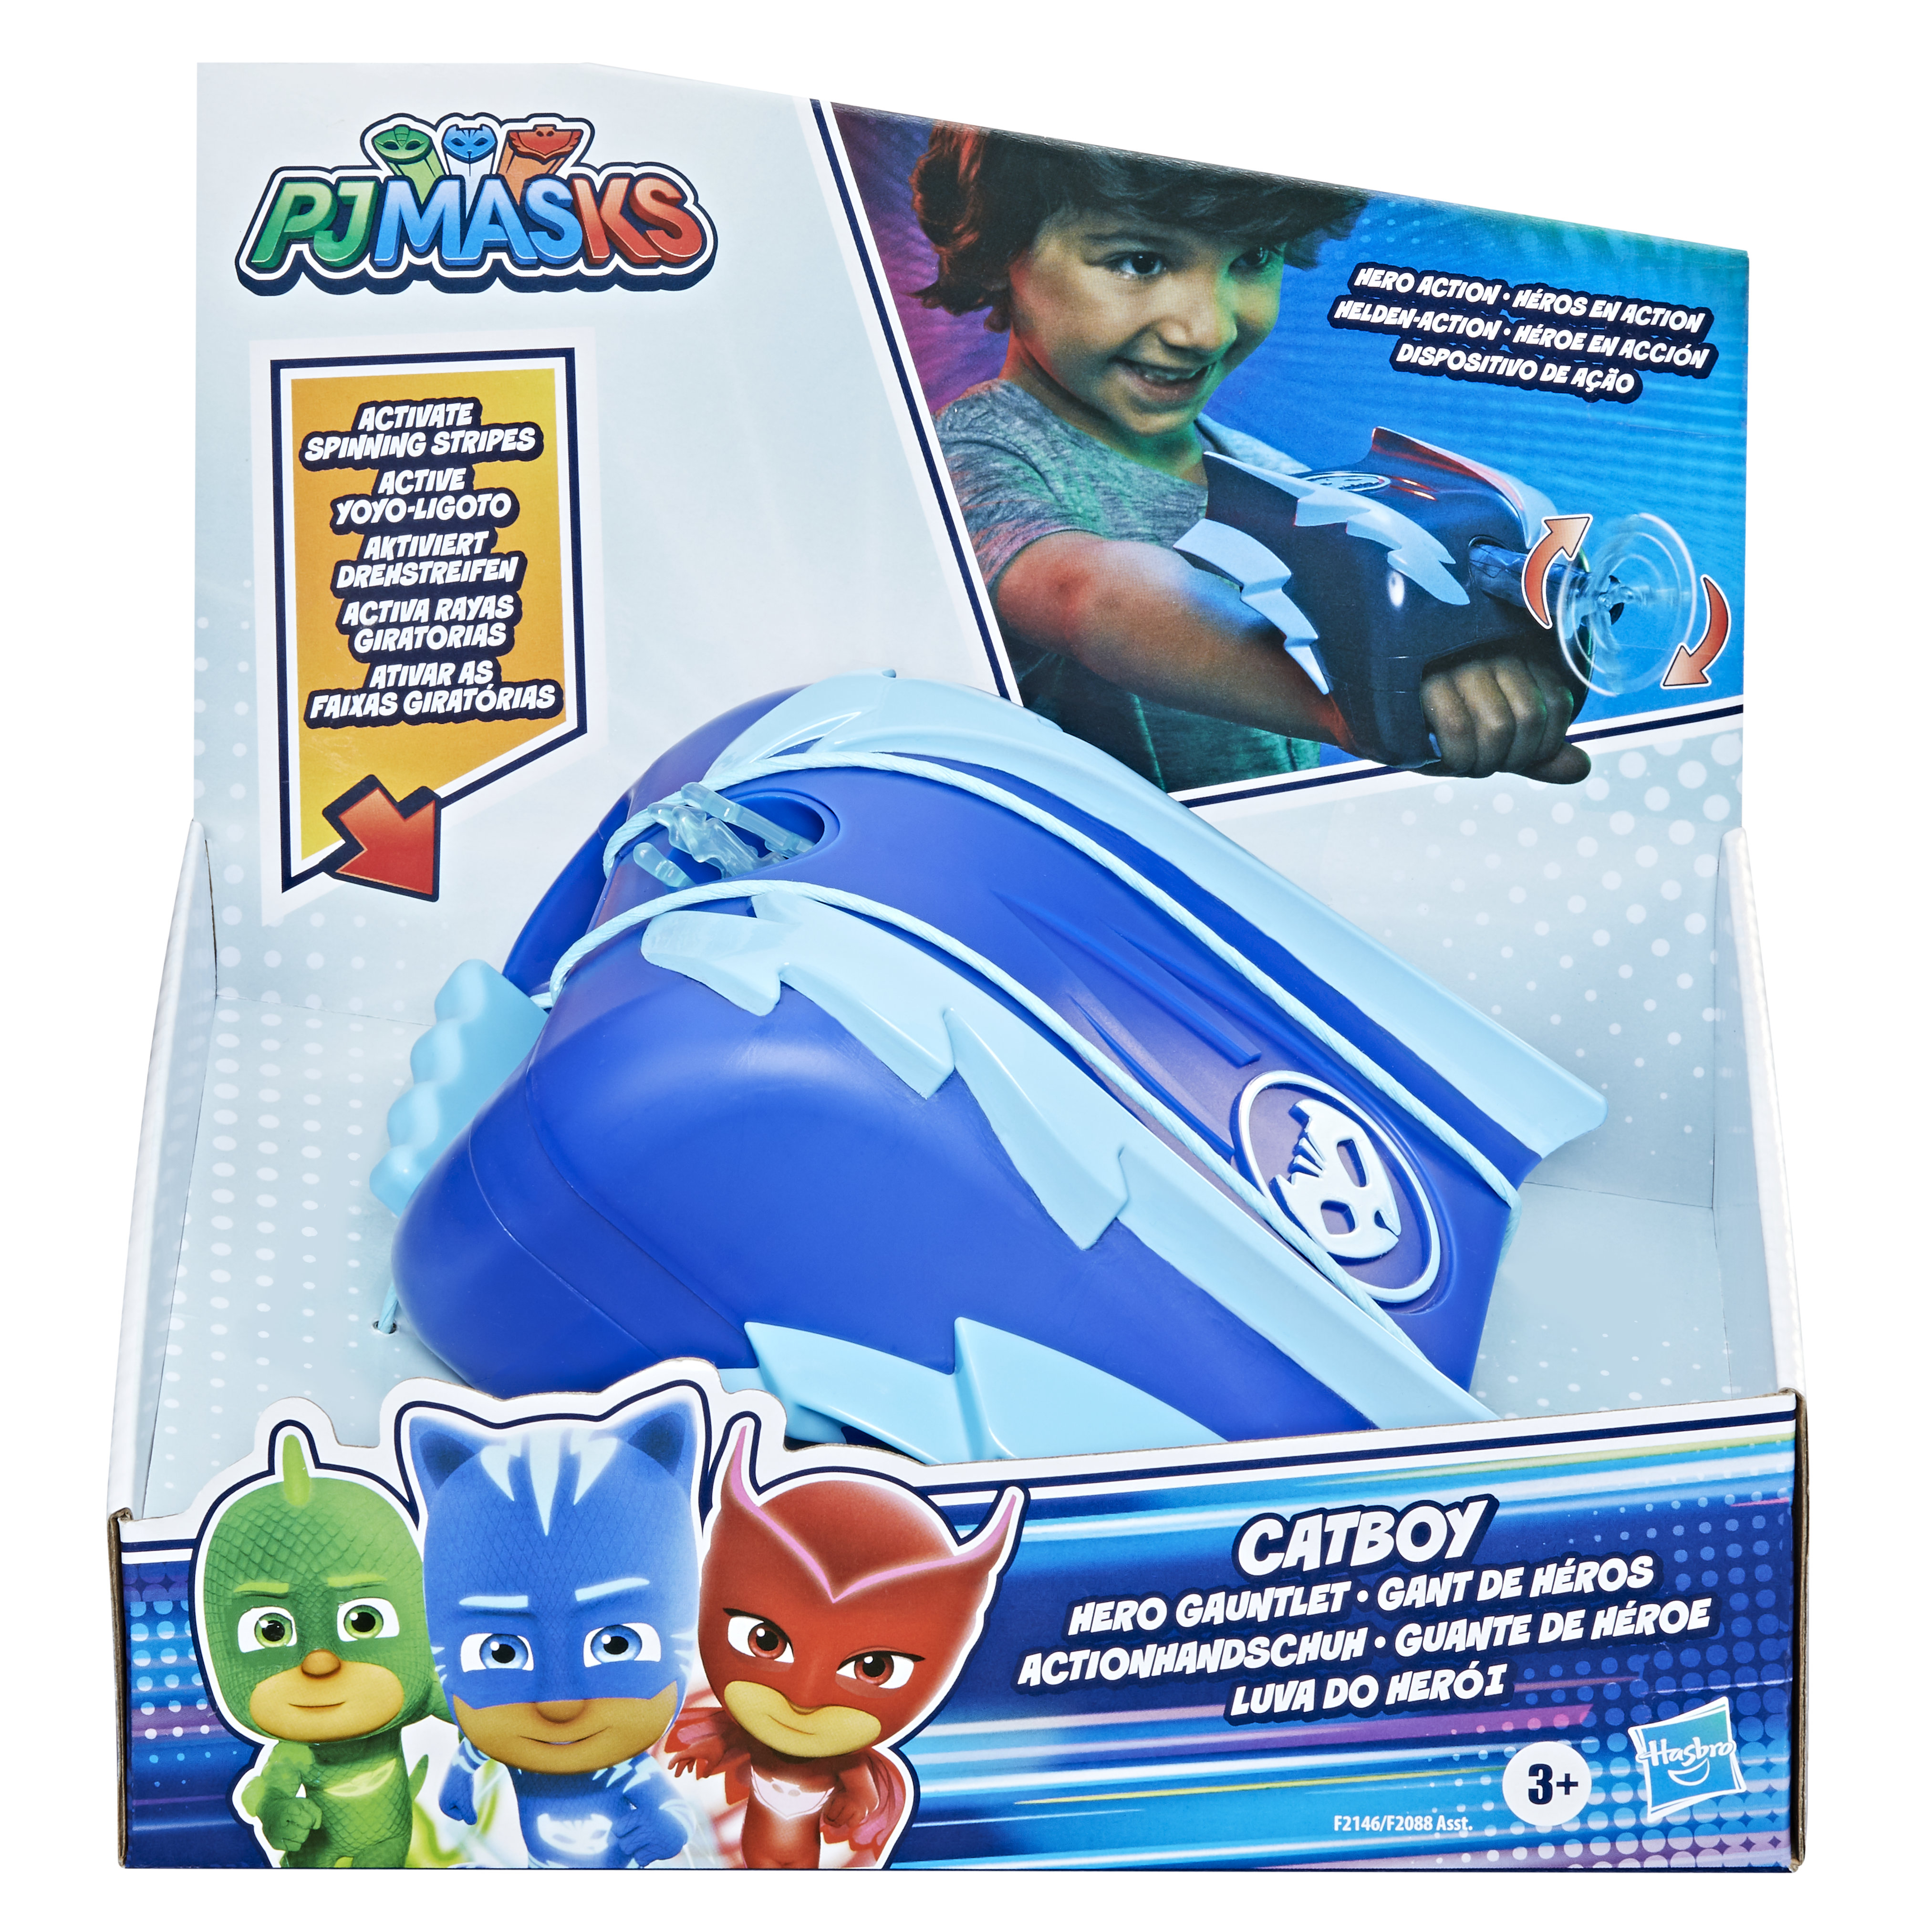 PJMASKS
HERO ACTION • HÉROS EN ACTION
HELDEN-ACTION • HÉROE EN ACCIÓN
DISPOSITIVO DE AÇÃO
ACTIVATE
SPINNING STRIPES
ACTIVE
YOYO-LIGOTO
AKTIVIERT
DREHSTREIFEN
ACTIVA RAYAS
GIRATORIAS
ATIVAR AS
FAIXAS GIRATÓRIAS
CATBOY
HERO GAUNTLET • GANT DE HÉROS
ACTIONHANDSCHUH • GUANTE DE HÉROE
LUVA DO HERÓI
3+
Hasbro
F2146/F2088 Asst.